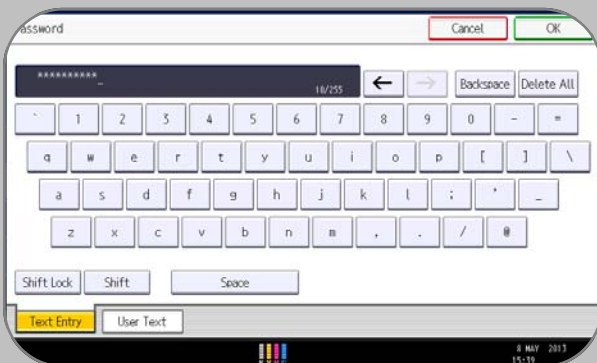 assword
Cancel OK
**********_
10/255 ← → Backspace Delete All
` 1 2 3 4 5 6 7 8 9 0 - =
q w e r t y u i o p [ ] \
a s d f g h j k l ; ' _
z x c v b n m , . / @
Shift Lock Shift Space
Text Entry User Text
8 MAY 2013
15:39